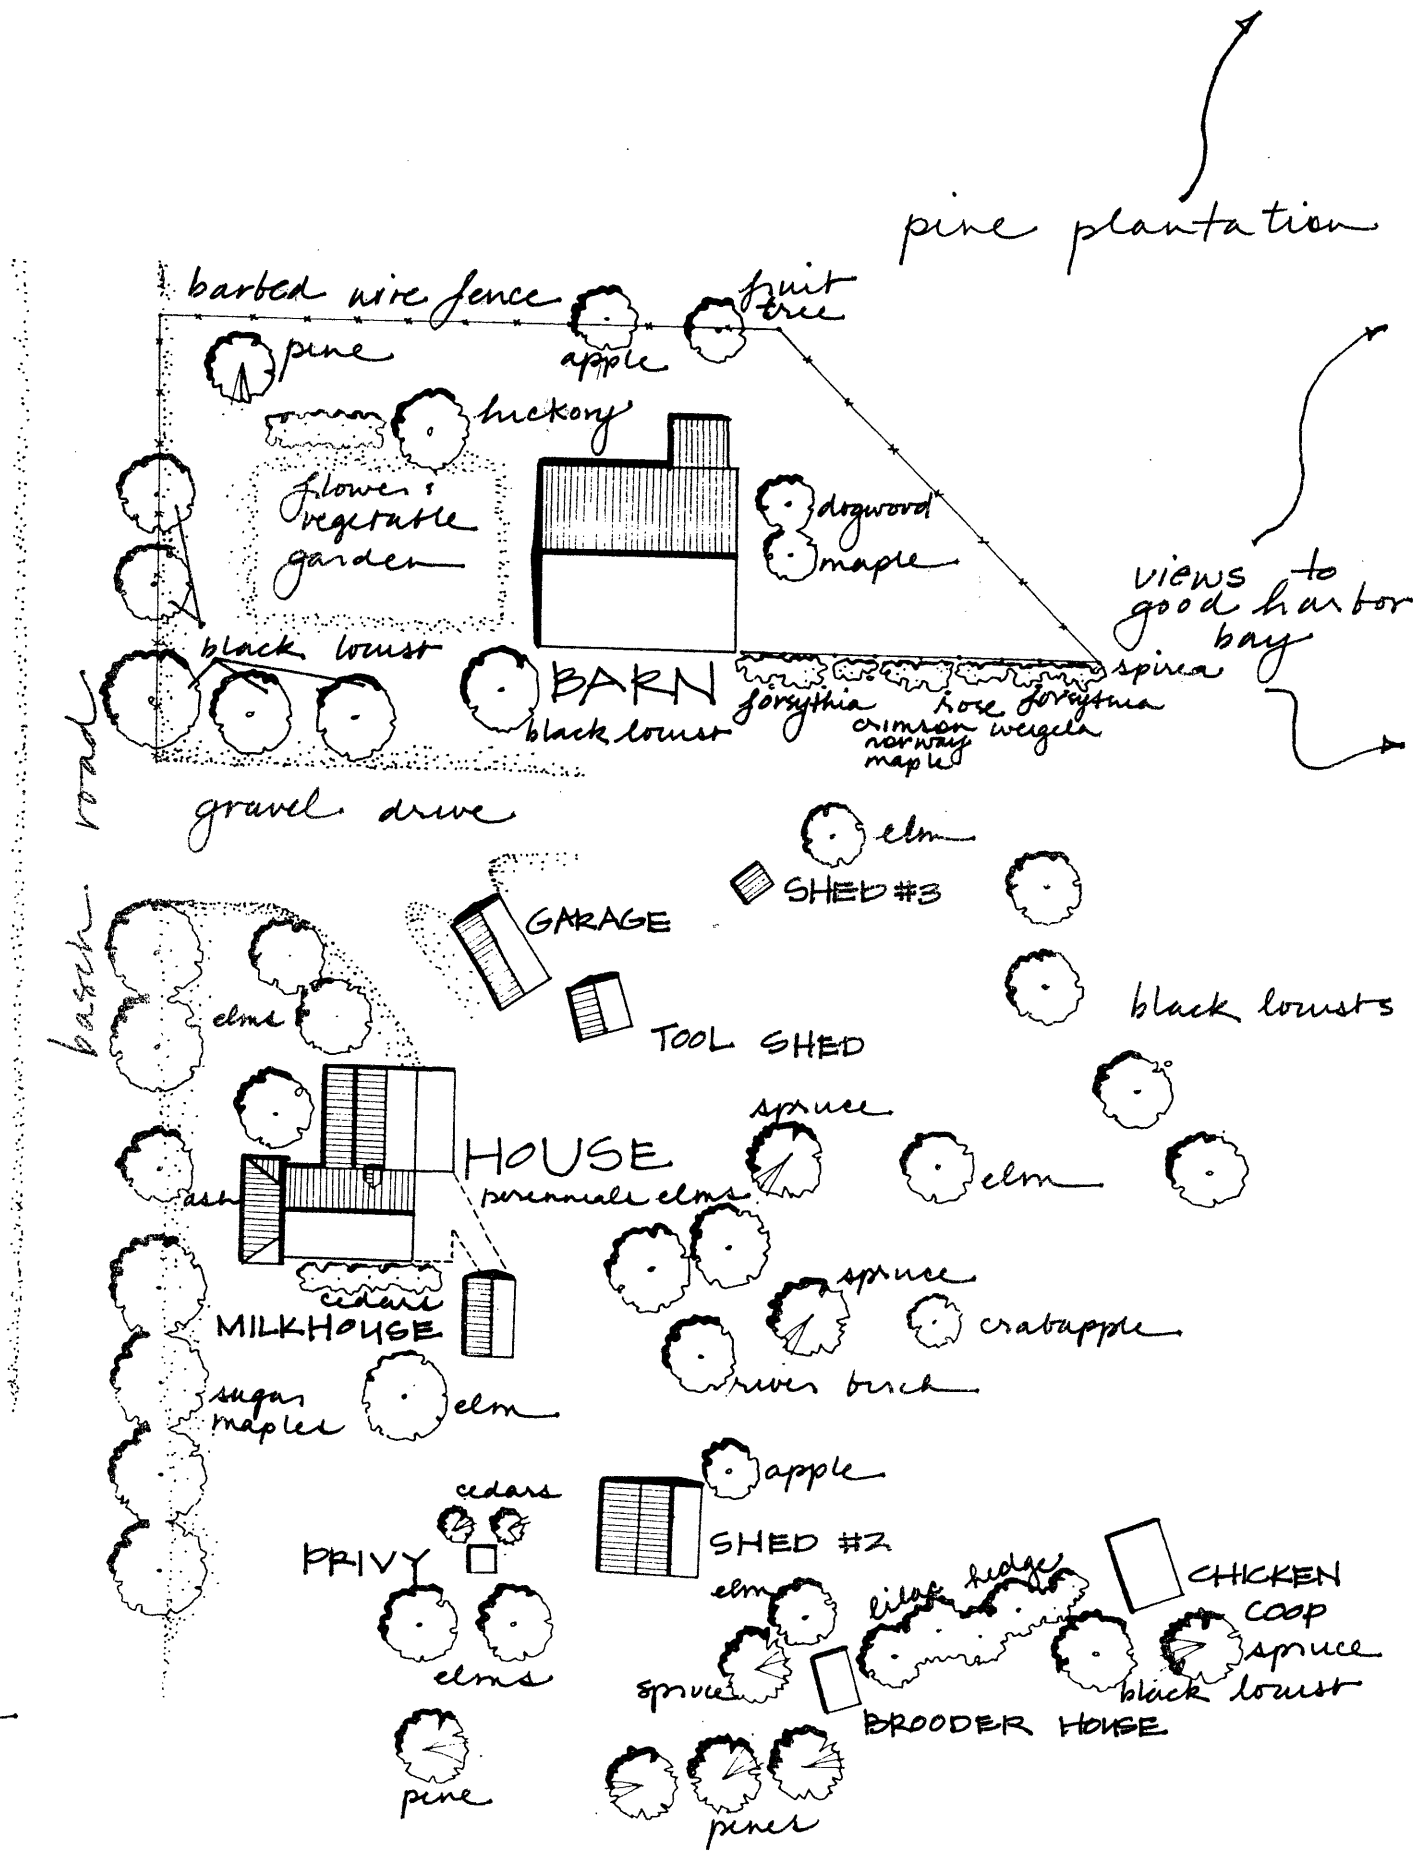 pine plantation
barbed wire fence
fruit
tree
pine
apple
hickory
flower &
vegetable
garden
dogwood
maple
views to
good harbor
bay
black locust
BARN
black locust
spirea
forsythia
rose
forsythia
crimson
norway
maple
weigela
basch road
gravel drive
elm
SHED #3
GARAGE
elms
TOOL SHED
black locusts
spruce
HOUSE
perennials
elms
elm
ash
spruce
cedars
MILKHOUSE
crabapple
river birch
sugar
maples
elm
apple
cedars
SHED #2
PRIVY
elm
lilac hedge
CHICKEN
COOP
spruce
elms
spruce
black locust
BROODER HOUSE
pine
pines